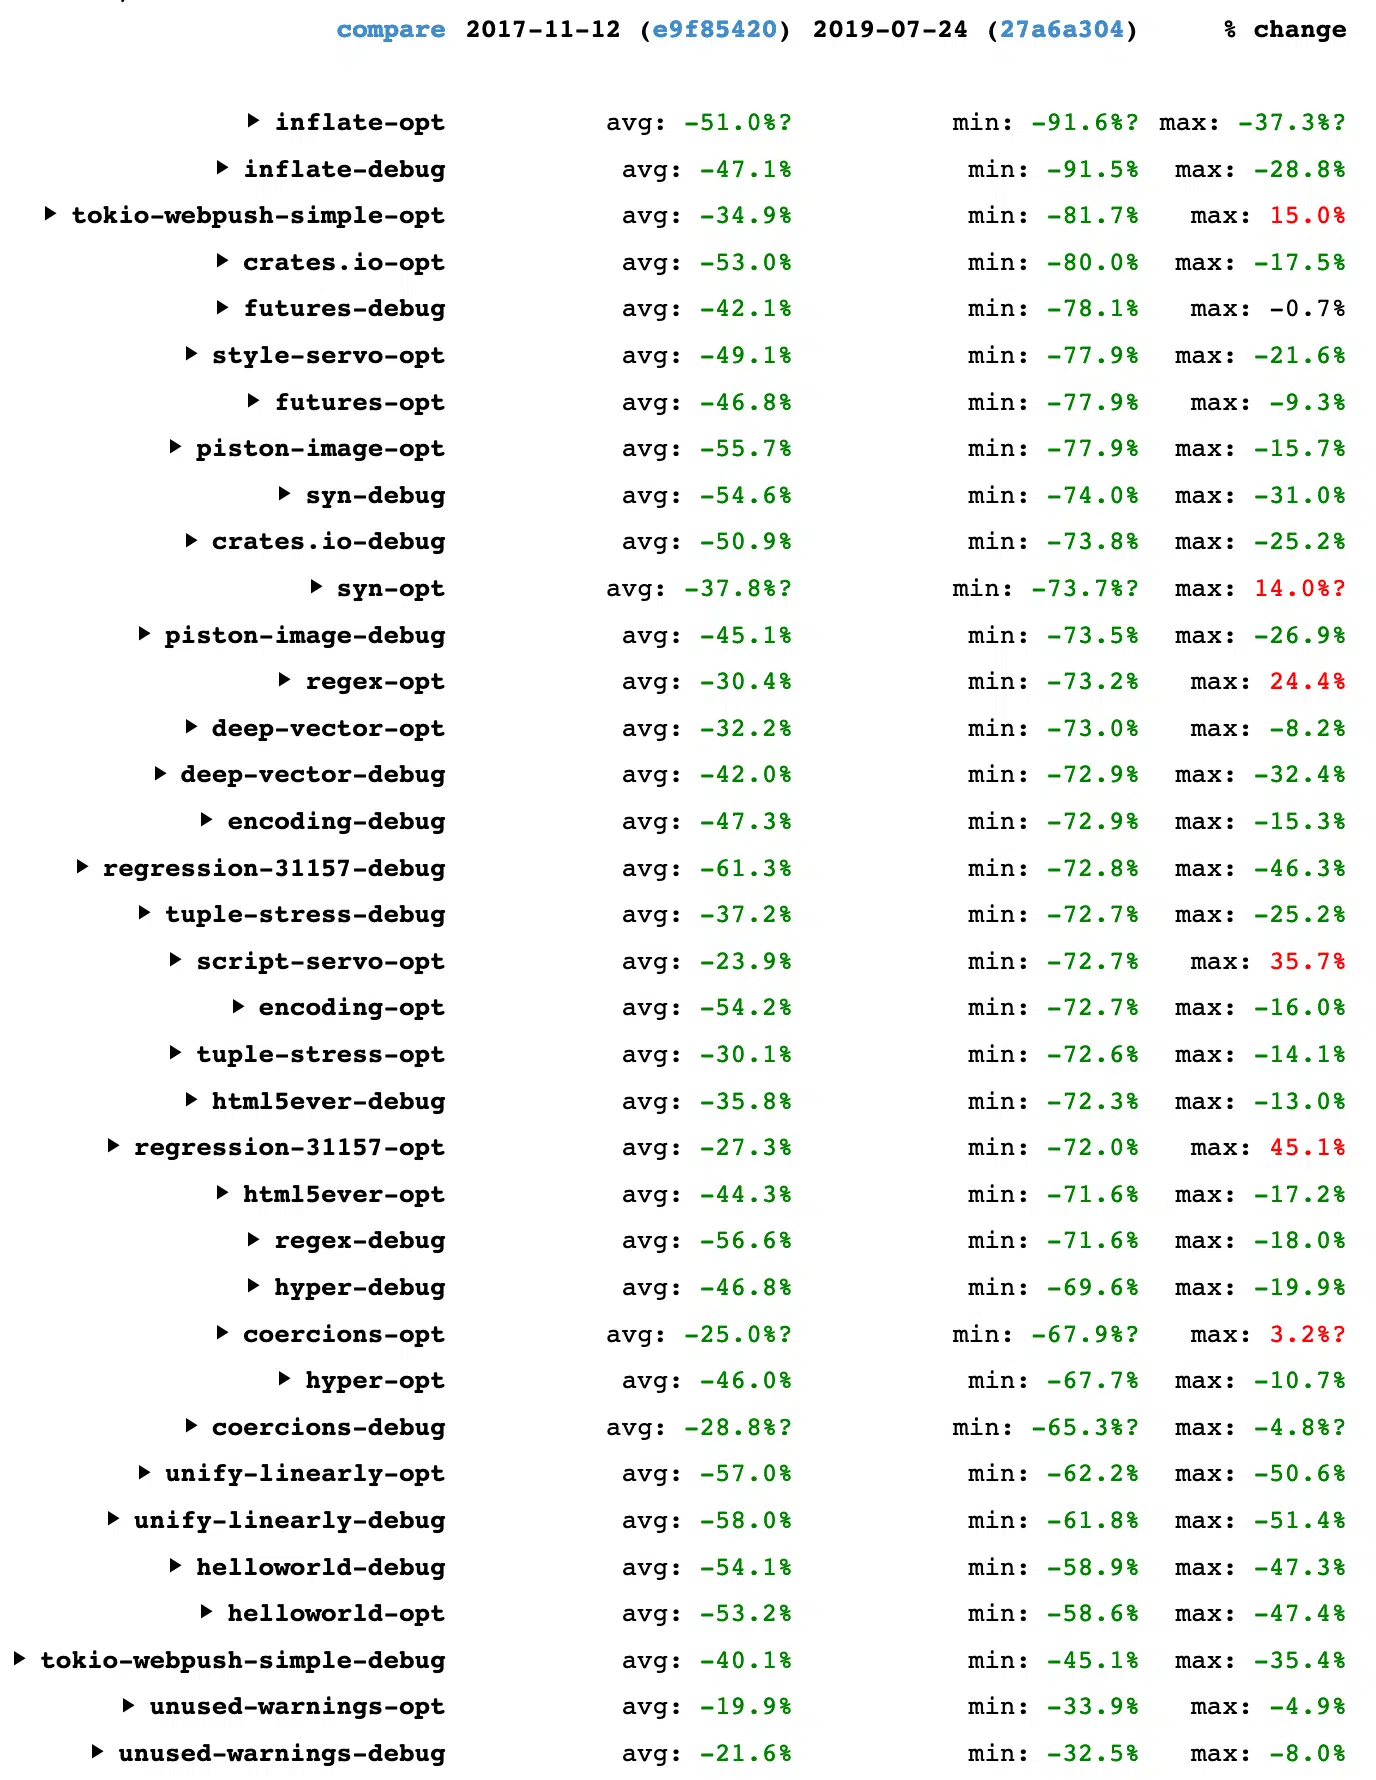 compare 2017-11-12 (e9f85420) 2019-07-24 (27a6a304) % change
inflate-opt avg: -51.0%? min: -91.6%? max: -37.3%?
inflate-debug avg: -47.1% min: -91.5% max: -28.8%
tokio-webpush-simple-opt avg: -34.9% min: -81.7% max: 15.0%
crates.io-opt avg: -53.0% min: -80.0% max: -17.5%
futures-debug avg: -42.1% min: -78.1% max: -0.7%
style-servo-opt avg: -49.1% min: -77.9% max: -21.6%
futures-opt avg: -46.8% min: -77.9% max: -9.3%
piston-image-opt avg: -55.7% min: -77.9% max: -15.7%
syn-debug avg: -54.6% min: -74.0% max: -31.0%
crates.io-debug avg: -50.9% min: -73.8% max: -25.2%
syn-opt avg: -37.8%? min: -73.7%? max: 14.0%?
piston-image-debug avg: -45.1% min: -73.5% max: -26.9%
regex-opt avg: -30.4% min: -73.2% max: 24.4%
deep-vector-opt avg: -32.2% min: -73.0% max: -8.2%
deep-vector-debug avg: -42.0% min: -72.9% max: -32.4%
encoding-debug avg: -47.3% min: -72.9% max: -15.3%
regression-31157-debug avg: -61.3% min: -72.8% max: -46.3%
tuple-stress-debug avg: -37.2% min: -72.7% max: -25.2%
script-servo-opt avg: -23.9% min: -72.7% max: 35.7%
encoding-opt avg: -54.2% min: -72.7% max: -16.0%
tuple-stress-opt avg: -30.1% min: -72.6% max: -14.1%
html5ever-debug avg: -35.8% min: -72.3% max: -13.0%
regression-31157-opt avg: -27.3% min: -72.0% max: 45.1%
html5ever-opt avg: -44.3% min: -71.6% max: -17.2%
regex-debug avg: -56.6% min: -71.6% max: -18.0%
hyper-debug avg: -46.8% min: -69.6% max: -19.9%
coercions-opt avg: -25.0%? min: -67.9%? max: 3.2%?
hyper-opt avg: -46.0% min: -67.7% max: -10.7%
coercions-debug avg: -28.8%? min: -65.3%? max: -4.8%?
unify-linearly-opt avg: -57.0% min: -62.2% max: -50.6%
unify-linearly-debug avg: -58.0% min: -61.8% max: -51.4%
helloworld-debug avg: -54.1% min: -58.9% max: -47.3%
helloworld-opt avg: -53.2% min: -58.6% max: -47.4%
tokio-webpush-simple-debug avg: -40.1% min: -45.1% max: -35.4%
unused-warnings-opt avg: -19.9% min: -33.9% max: -4.9%
unused-warnings-debug avg: -21.6% min: -32.5% max: -8.0%